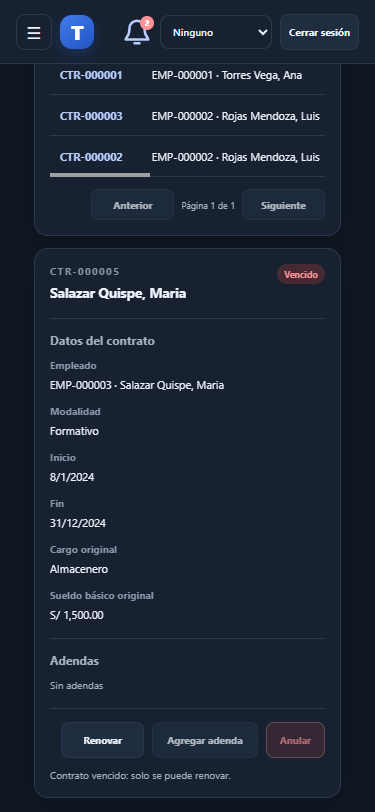 T
2
Ninguno
Cerrar sesión
CTR-000001 EMP-000001 · Torres Vega, Ana
CTR-000003 EMP-000002 · Rojas Mendoza, Luis
CTR-000002 EMP-000002 · Rojas Mendoza, Luis
Anterior Página 1 de 1 Siguiente
CTR-000005
Vencido
Salazar Quispe, Maria
Datos del contrato
Empleado
EMP-000003 · Salazar Quispe, Maria
Modalidad
Formativo
Inicio
8/1/2024
Fin
31/12/2024
Cargo original
Almacenero
Sueldo básico original
S/ 1,500.00
Adendas
Sin adendas
Renovar Agregar adenda Anular
Contrato vencido: solo se puede renovar.